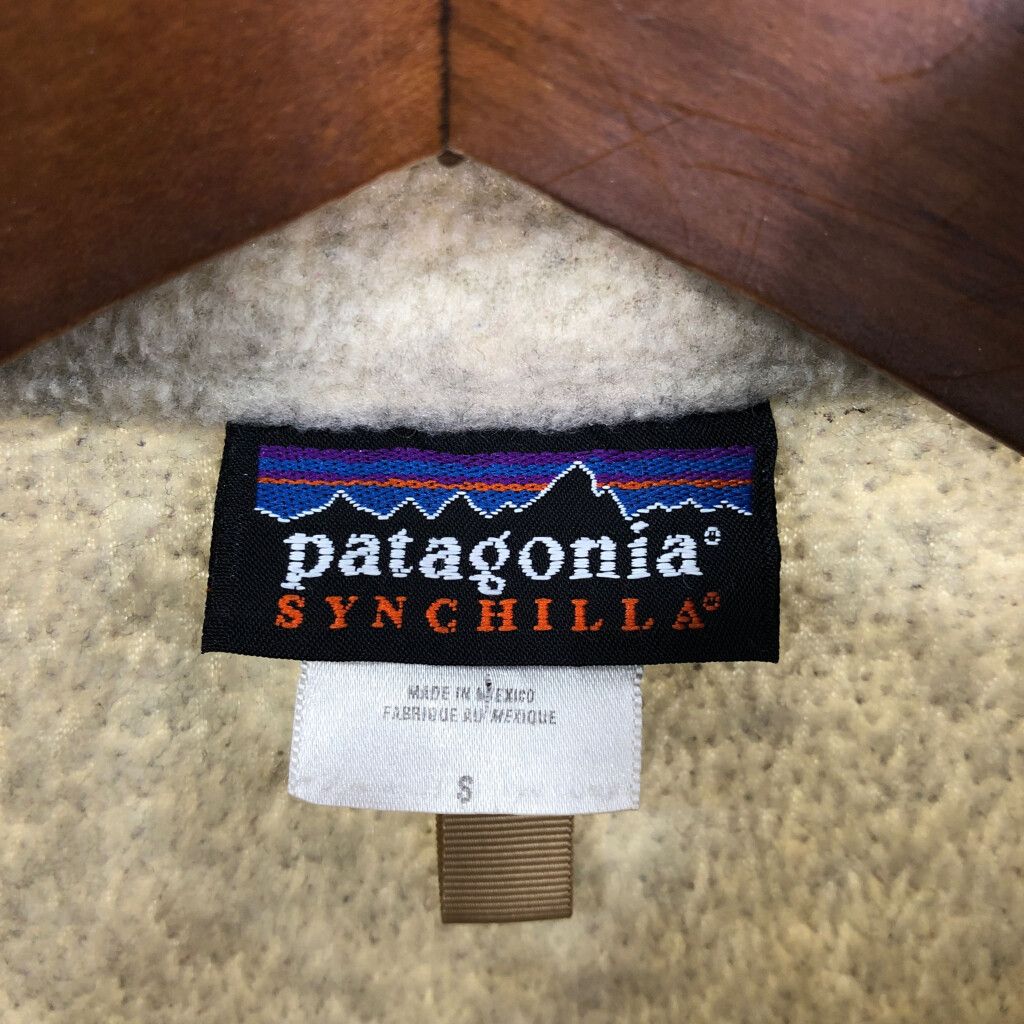 patagonia®
SYNCHILLA®
MADE IN MEXICO
FABRIQUE AU MEXIQUE
S